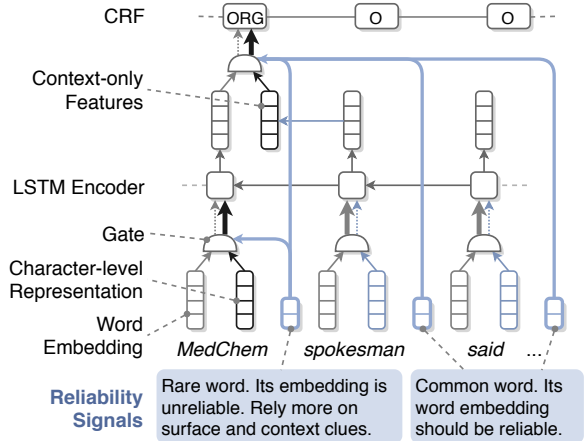 CRF
ORG
O
O
Context-only
Features
LSTM Encoder
Gate
Character-level
Representation
Word
Embedding
MedChem
spokesman
said
...
Reliability
Signals
Rare word. Its embedding is
unreliable. Rely more on
surface and context clues.
Common word. Its
word embedding
should be reliable.